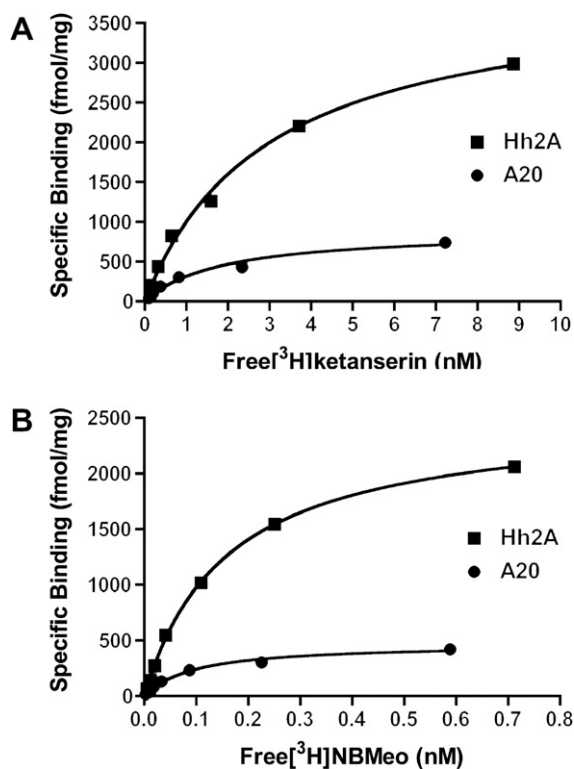 A
Specific Binding (fmol/mg)
3500
3000
2500
2000
1500
1000
500
0
Hh2A
A20
0 1 2 3 4 5 6 7 8 9 10
Free[³H]ketanserin (nM)
B
Specific Binding (fmol/mg)
2500
2000
1500
1000
500
0
Hh2A
A20
0.0 0.1 0.2 0.3 0.4 0.5 0.6 0.7 0.8
Free[³H]NBMeo (nM)